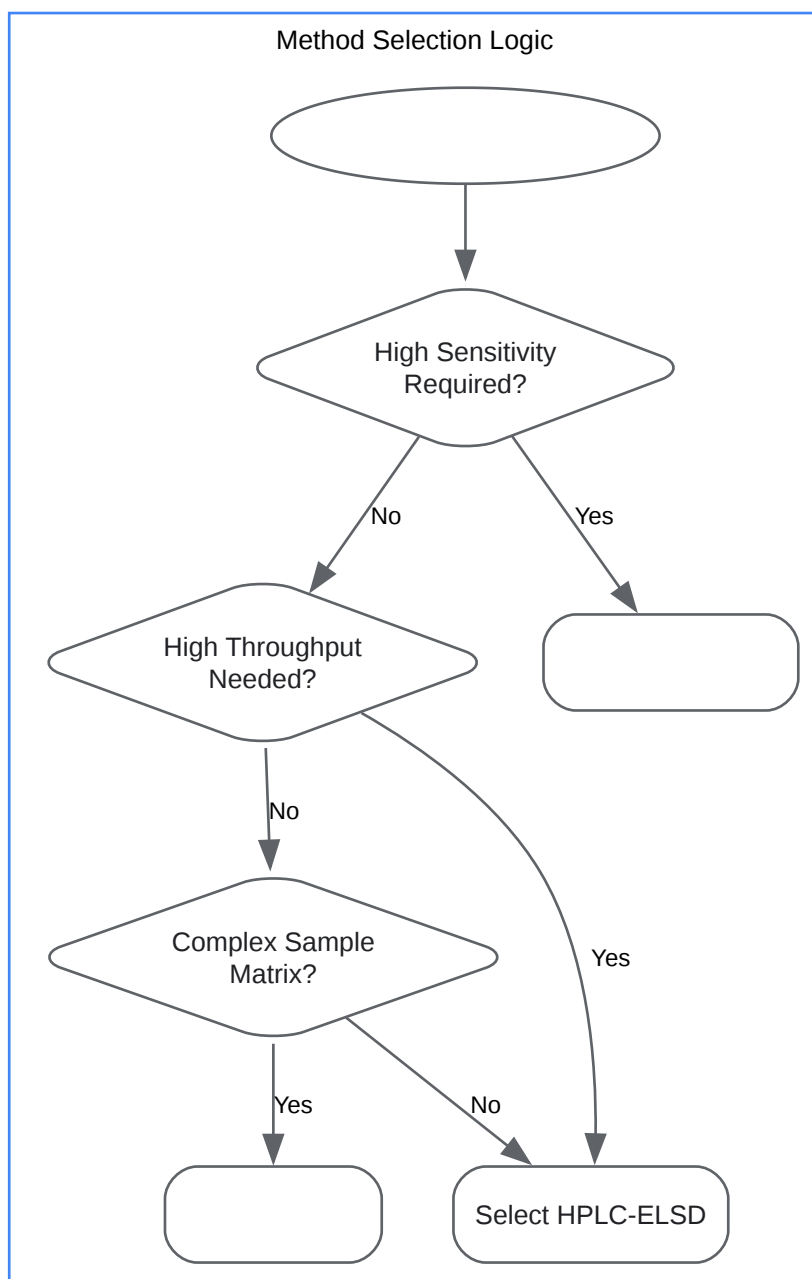 Method Selection Logic
High Sensitivity
Required?
No
Yes
High Throughput
Needed?
No
Complex Sample
Matrix?
Yes
Yes
No
Select HPLC-ELSD